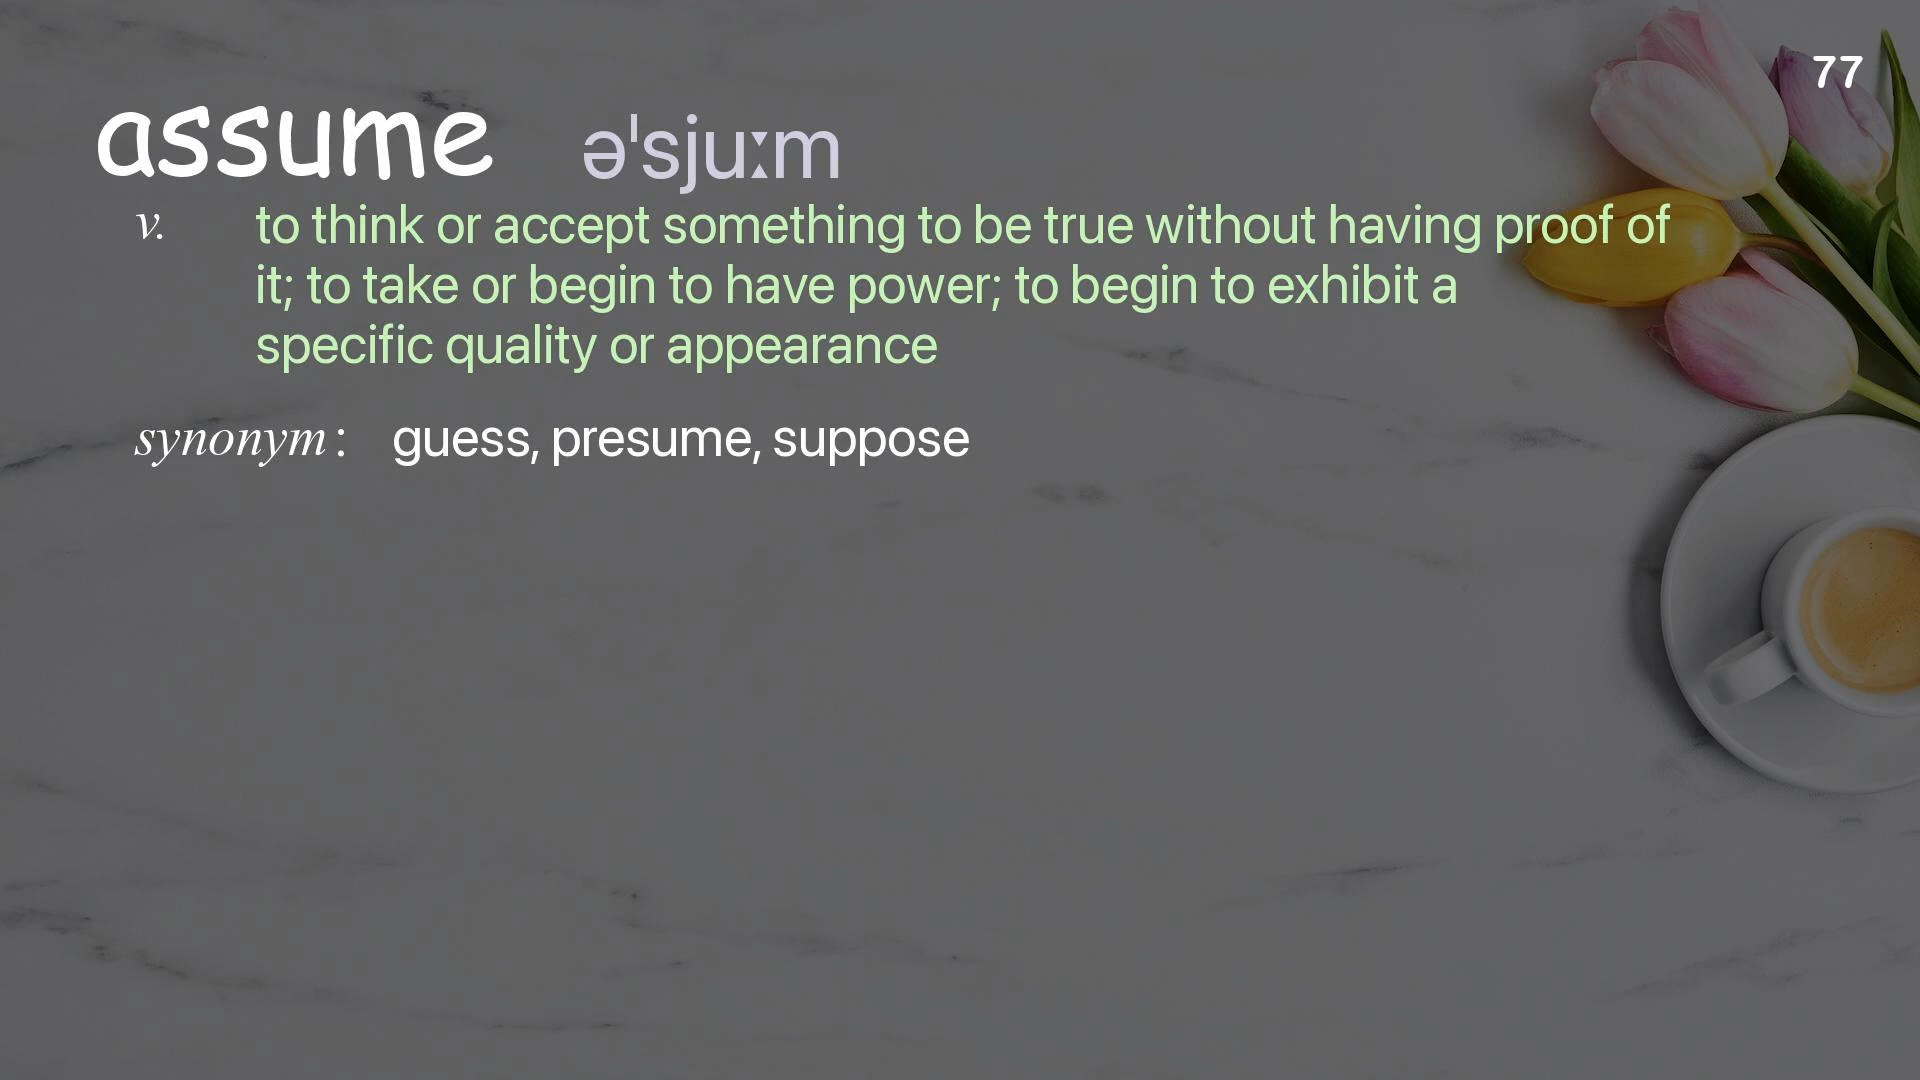 77
assume əˈsjuːm
v. to think or accept something to be true without having proof of
it; to take or begin to have power; to begin to exhibit a
specific quality or appearance
synonym : guess, presume, suppose